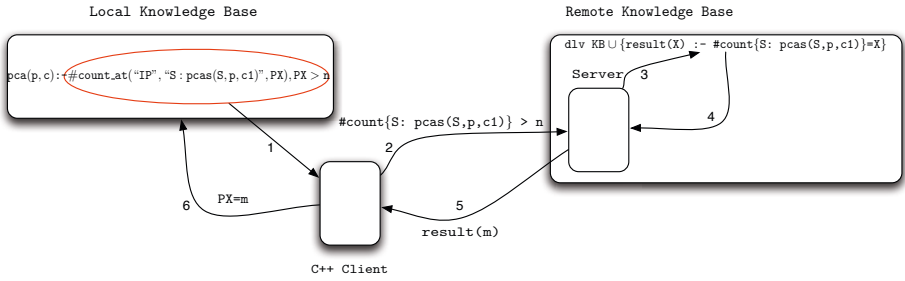 Local Knowledge Base
Remote Knowledge Base
dlv KB ∪ {result(X) :- #count{S: pcas(S,p,c1)}=X}
pca(p,c):-#count_at(“IP”, “S : pcas(S,p,c1)”,PX),PX > n
Server
3
4
#count{S: pcas(S,p,c1)} > n
2
1
6
PX=m
5
result(m)
C++ Client